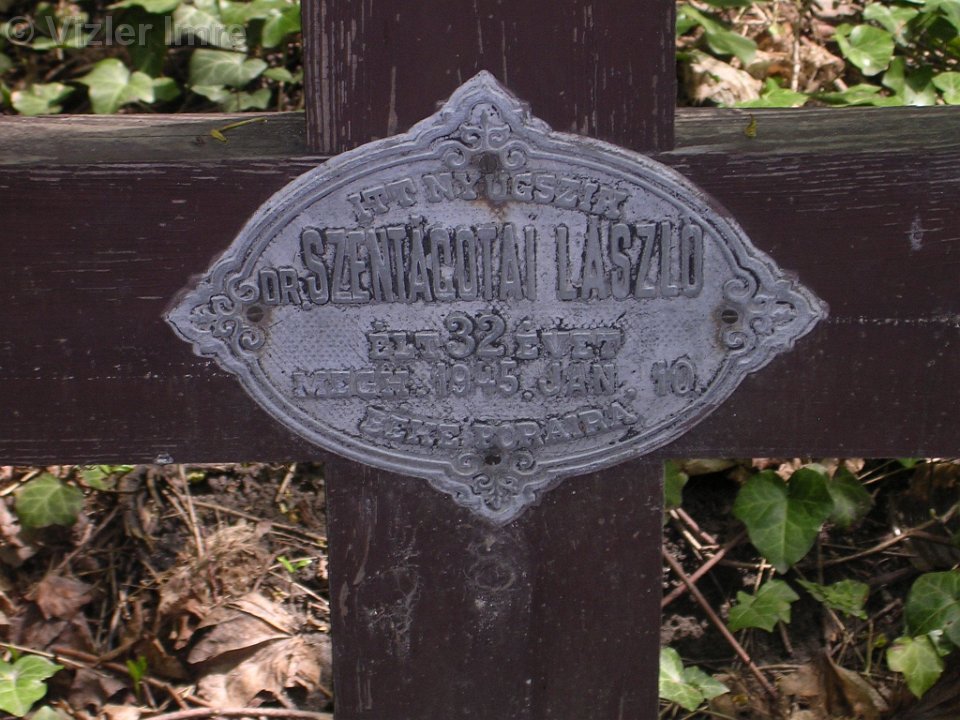 © Vizler Imre
ITT NYUGSZIK
DR. SZENTÁGOTAI LÁSZLÓ
ÉLT 32 ÉVET
MEGH. 1945. JAN. 10.
BÉKE PORAIRA